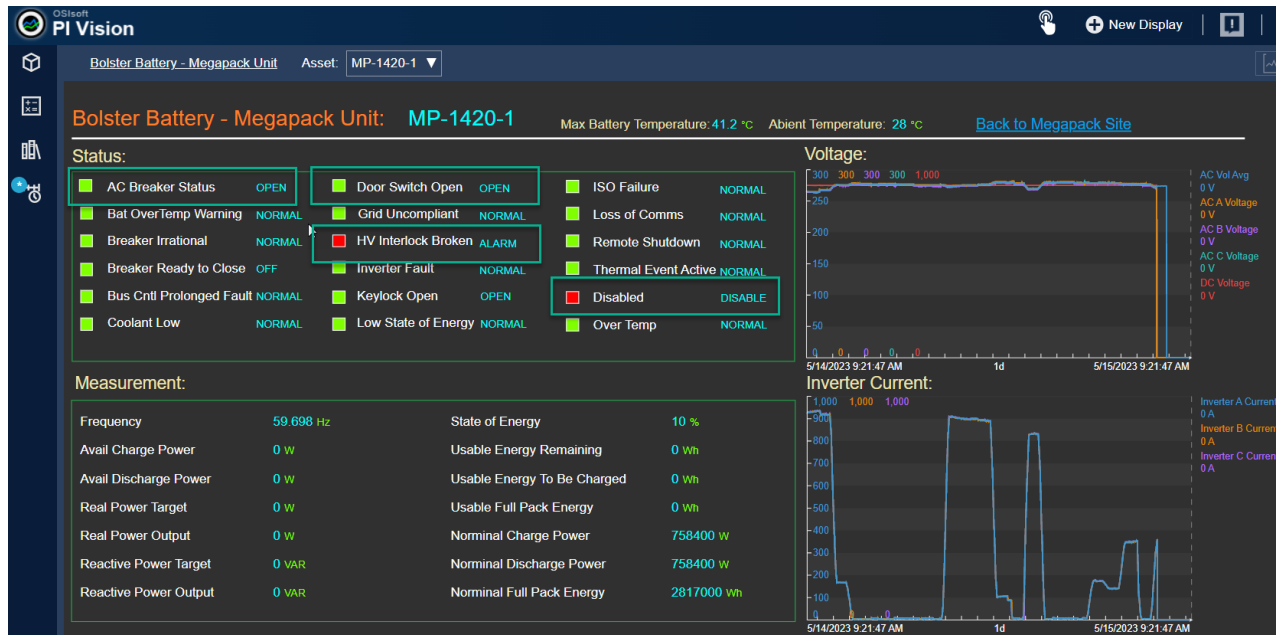 OSIsoft
PI Vision
New Display
Bolster Battery - Megapack Unit Asset: MP-1420-1 ▼
Bolster Battery - Megapack Unit: MP-1420-1 Max Battery Temperature: 41.2 °C Abient Temperature: 28 °C Back to Megapack Site
Status:
AC Breaker Status OPEN Door Switch Open OPEN ISO Failure NORMAL
Bat OverTemp Warning NORMAL Grid Uncompliant NORMAL Loss of Comms NORMAL
Breaker Irrational NORMAL HV Interlock Broken ALARM Remote Shutdown NORMAL
Breaker Ready to Close OFF Inverter Fault NORMAL Thermal Event Active NORMAL
Bus Cntl Prolonged Fault NORMAL Keylock Open OPEN Disabled DISABLE
Coolant Low NORMAL Low State of Energy NORMAL Over Temp NORMAL
Voltage:
300 300 300 300 1,000
250
200
150
100
50
0 0 0 0 0
5/14/2023 9:21:47 AM 1d 5/15/2023 9:21:47 AM
AC Vol Avg
0 V
AC A Voltage
0 V
AC B Voltage
0 V
AC C Voltage
0 V
DC Voltage
0 V
Measurement:
Frequency 59.698 Hz State of Energy 10 %
Avail Charge Power 0 W Usable Energy Remaining 0 Wh
Avail Discharge Power 0 W Usable Energy To Be Charged 0 Wh
Real Power Target 0 W Usable Full Pack Energy 0 Wh
Real Power Output 0 W Norminal Charge Power 758400 W
Reactive Power Target 0 VAR Norminal Discharge Power 758400 W
Reactive Power Output 0 VAR Norminal Full Pack Energy 2817000 Wh
Inverter Current:
1,000 1,000 1,000
900
800
700
600
500
400
300
200
100
0 0 0
5/14/2023 9:21:47 AM 1d 5/15/2023 9:21:47 AM
Inverter A Current
0 A
Inverter B Current
0 A
Inverter C Current
0 A